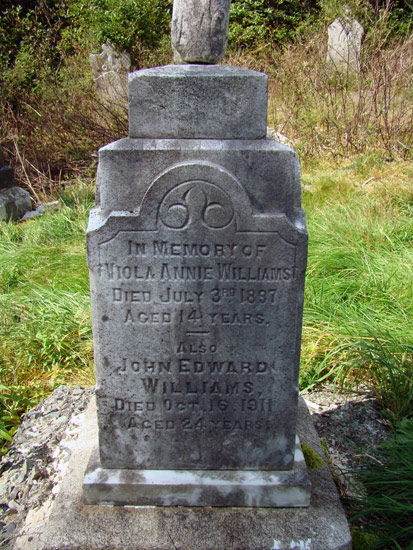 IN MEMORY OF
VIOLA ANNIE WILLIAMS
DIED JULY 3RD 1897
AGED 14 YEARS.
ALSO
JOHN EDWARD
WILLIAMS
DIED OCT. 16. 1911
AGED 24 YEARS